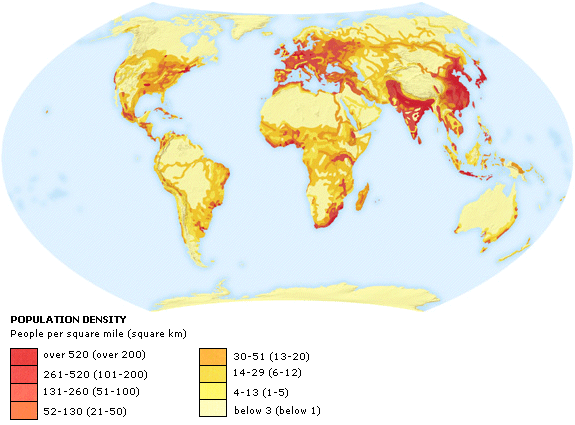 POPULATION DENSITY
People per square mile (square km)
over 520 (over 200)
261-520 (101-200)
131-260 (51-100)
52-130 (21-50)
30-51 (13-20)
14-29 (6-12)
4-13 (1-5)
below 3 (below 1)